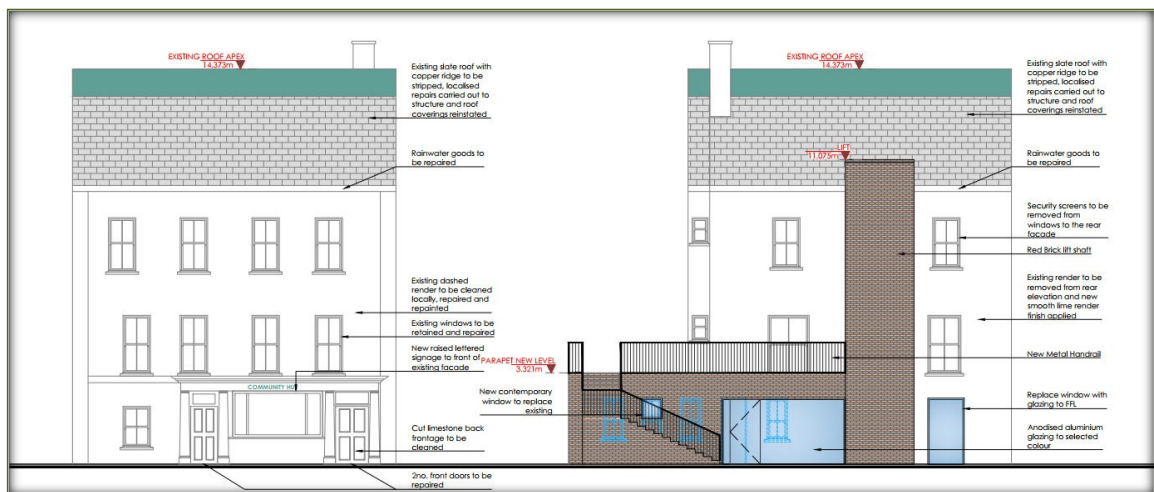 EXISTING ROOF APEX
14.373m
Existing slate roof with
copper ridge to be
stripped, localised
repairs carried out to
structure and roof
coverings reinstated
Rainwater goods to
be repaired
Existing dashed
render to be cleaned
locally, repaired and
repainted
Existing windows to be
retained and repaired
New raised lettered
signage to front of
existing facade
COMMUNITY HU
New contemporary
window to replace
existing
Cut limestone back
frontage to be
cleaned
2no. front doors to be
repaired
EXISTING ROOF APEX
14.373m
LIFT
11.075m
PARAPET NEW LEVEL
3.321m
Existing slate roof with
copper ridge to be
stripped, localised
repairs carried out to
structure and roof
coverings reinstated
Rainwater goods to
be repaired
Security screens to be
removed from
windows to the rear
facade
Red Brick lift shaft
Existing render to be
removed from rear
elevation and new
smooth lime render
finish applied
New Metal Handrail
Replace window with
glazing to FFL
Anodised aluminium
glazing to selected
colour